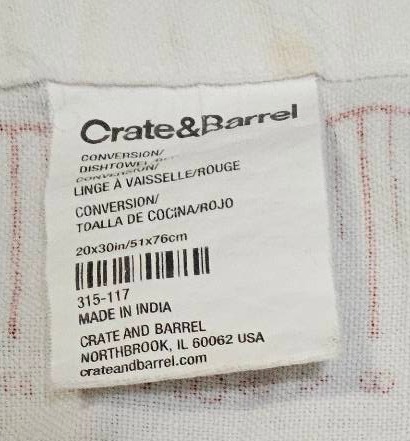 Crate&Barrel
CONVERSION/
DISHTOWEL
CONVERSION/
LINGE À VAISSELLE/ROUGE
CONVERSION/
TOALLA DE COCINA/ROJO
20x30in/51x76cm
315-117
MADE IN INDIA
CRATE AND BARREL
NORTHBROOK, IL 60062 USA
crateandbarrel.com